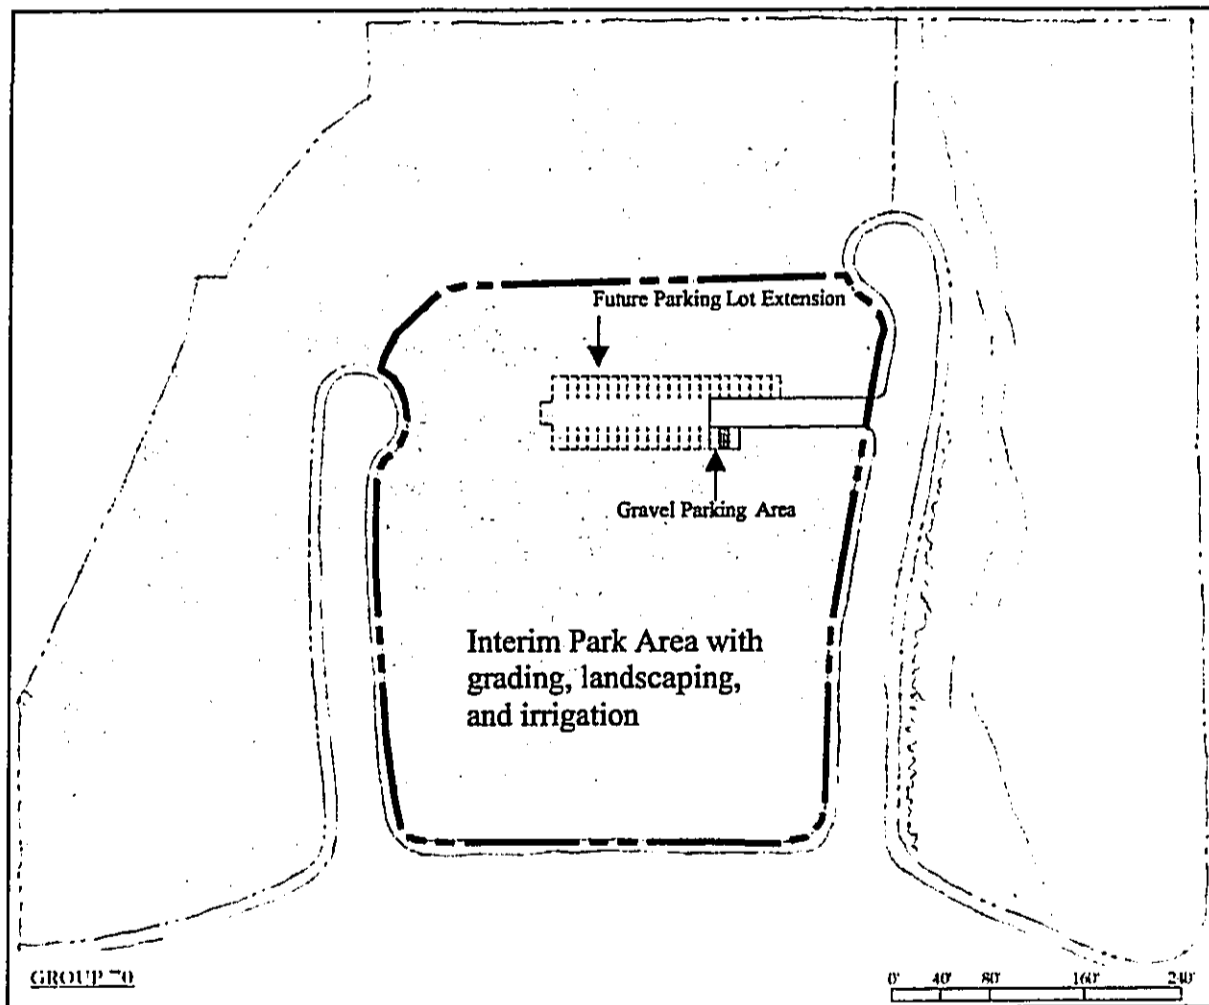 Future Parking Lot Extension
Gravel Parking Area
Interim Park Area with
grading, landscaping,
and irrigation
GROUP 70
0' 40' 80' 160' 240'